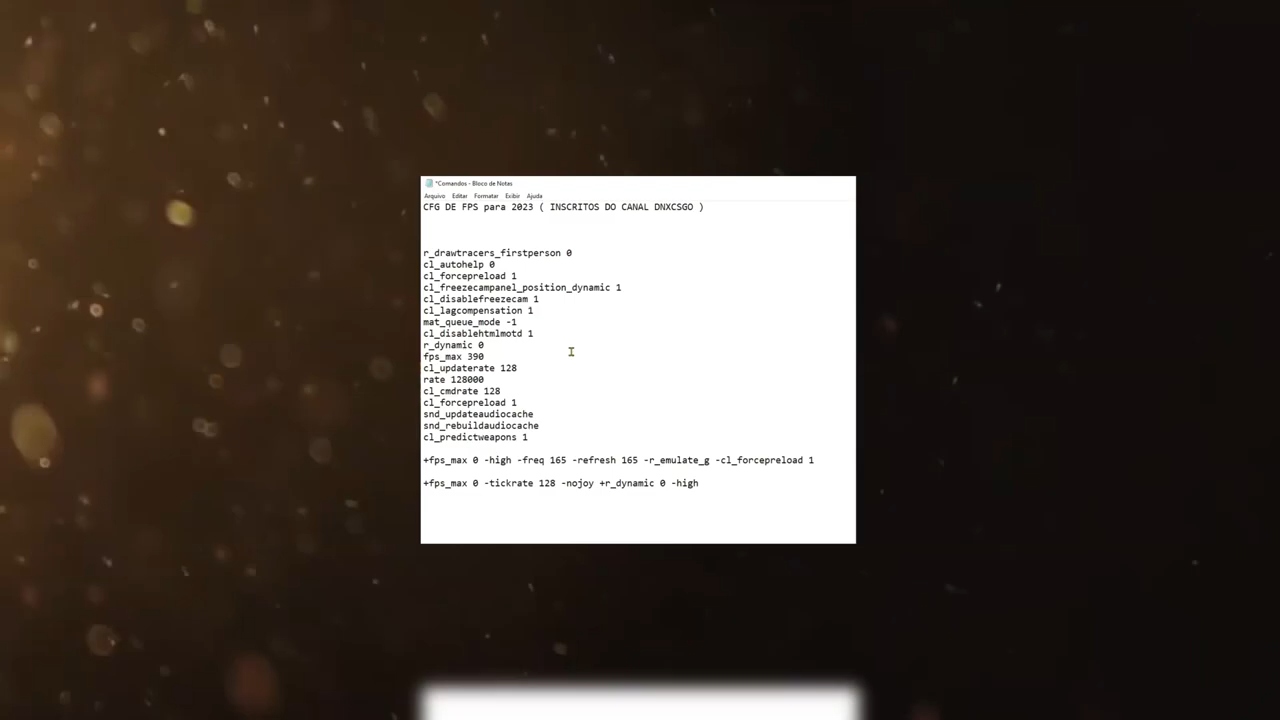 *Comandos - Bloco de Notas
Arquivo Editar Formatar Exibir Ajuda
CFG DE FPS para 2023 ( INSCRITOS DO CANAL DNXCSGO )
r_drawtracers_firstperson 0
cl_autohelp 0
cl_forcepreload 1
cl_freezecampanel_position_dynamic 1
cl_disablefreezecam 1
cl_lagcompensation 1
mat_queue_mode -1
cl_disablehtmlmotd 1
r_dynamic 0
fps_max 390
cl_updaterate 128
rate 128000
cl_cmdrate 128
cl_forcepreload 1
snd_updateaudiocache
snd_rebuildaudiocache
cl_predictweapons 1
+fps_max 0 -high -freq 165 -refresh 165 -r_emulate_g -cl_forcepreload 1
+fps_max 0 -tickrate 128 -nojoy +r_dynamic 0 -high